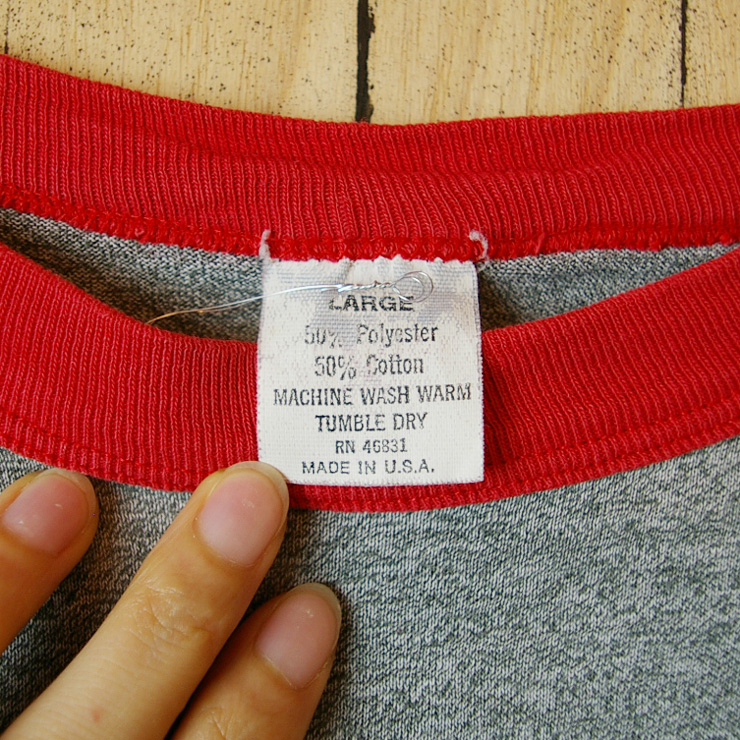 LARGE
50% Polyester
50% Cotton
MACHINE WASH WARM
TUMBLE DRY
RN 46831
MADE IN U.S.A.